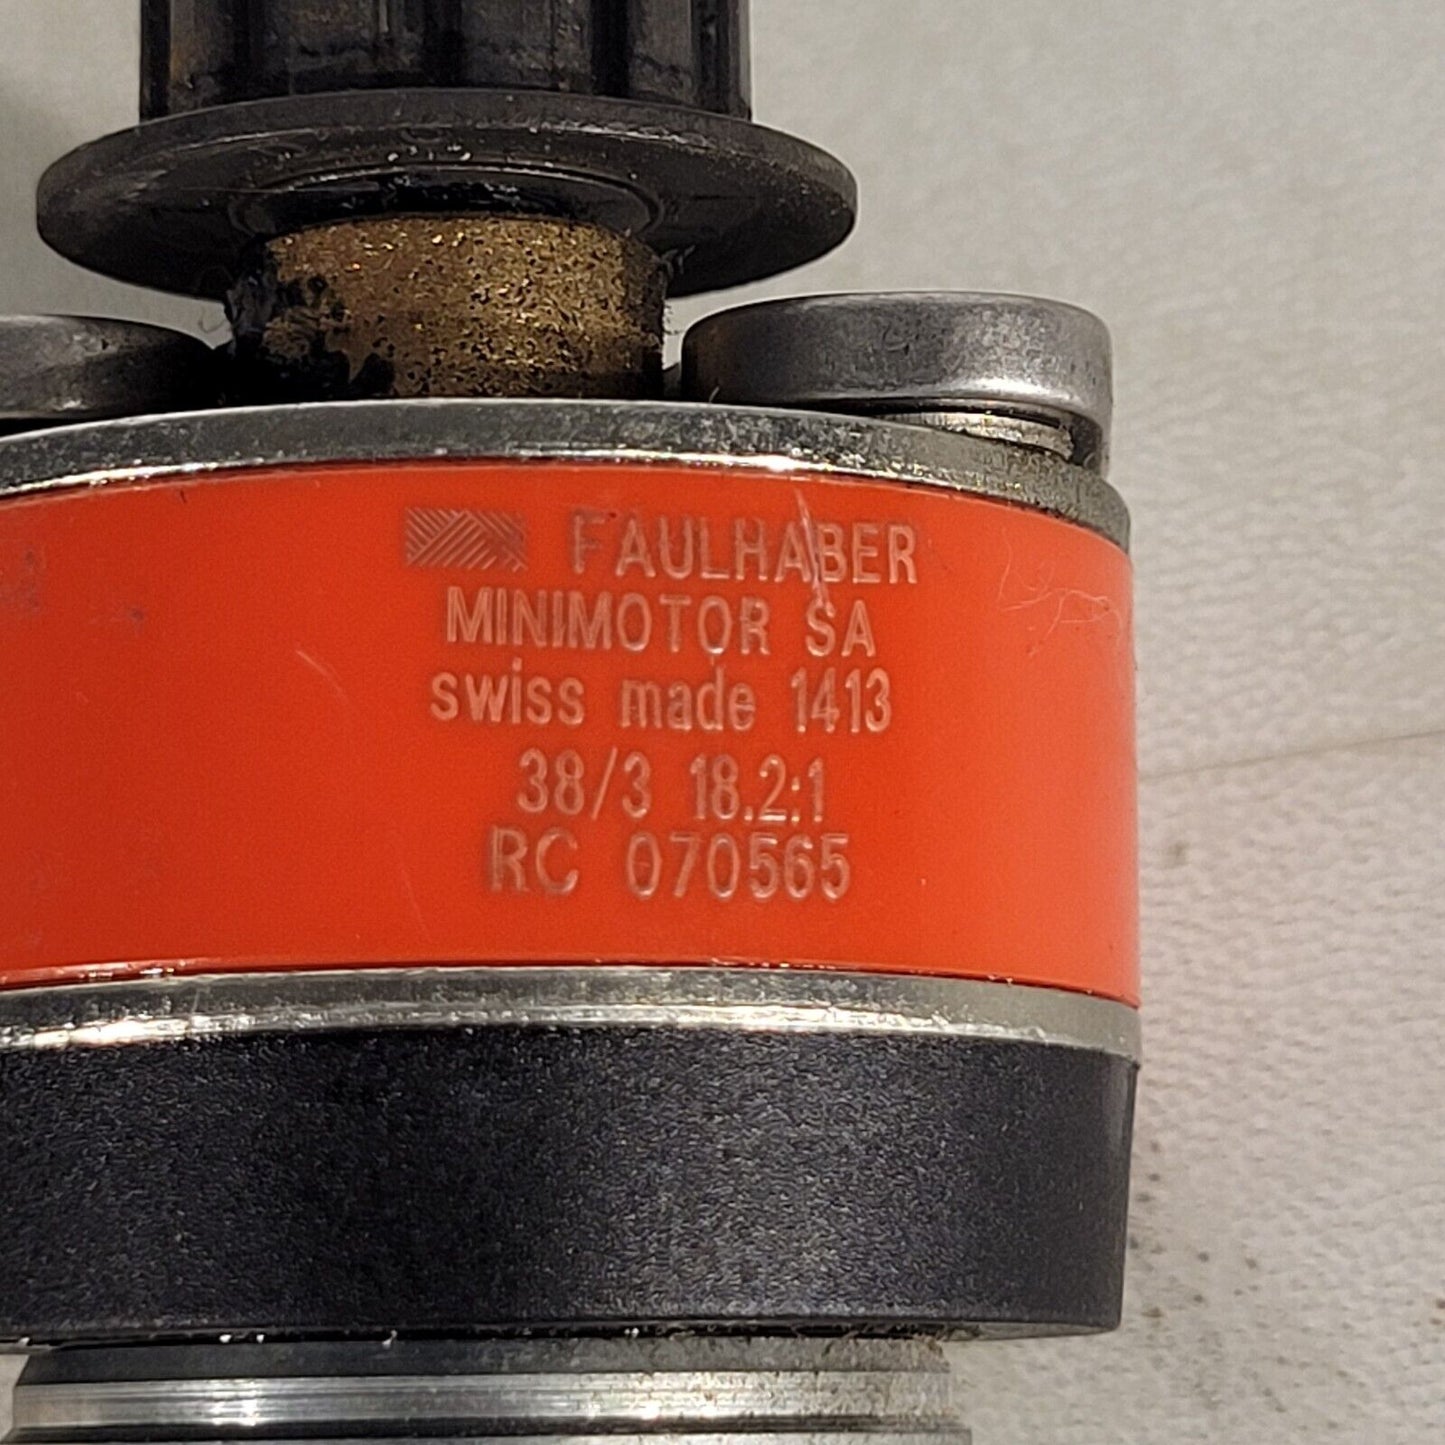 FAULHABER
MINIMOTOR SA
swiss made 1413
38/3 18.2:1
RC 070565